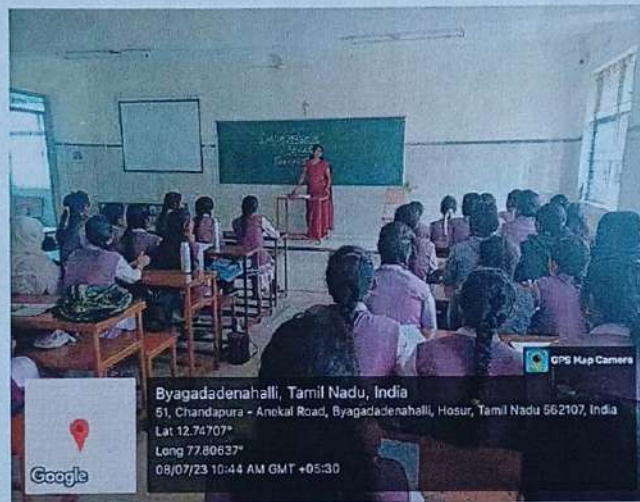 GPS Map Camera
Byagadadenahalli, Tamil Nadu, India
51, Chandapura - Anekal Road, Byagadadenahalli, Hosur, Tamil Nadu 562107, India
Lat 12.74707°
Long 77.80637°
08/07/23 10:44 AM GMT +05:30
Google